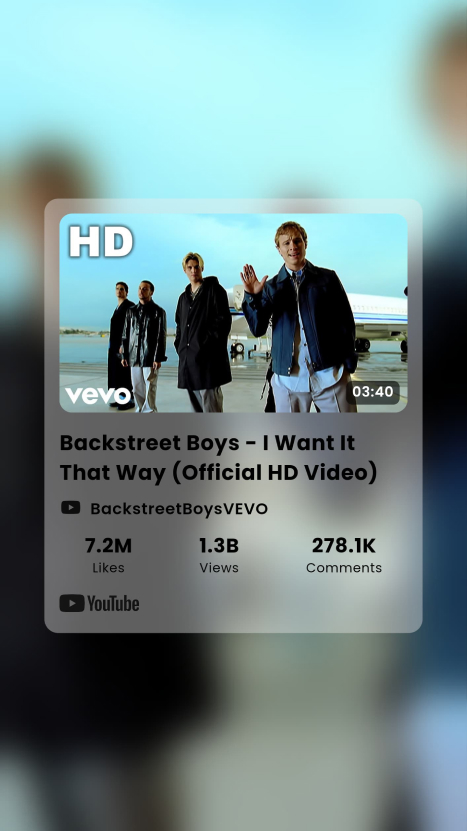 HD
vevo
03:40
Backstreet Boys - I Want It
That Way (Official HD Video)
BackstreetBoysVEVO
7.2M 1.3B 278.1K
Likes Views Comments
YouTube